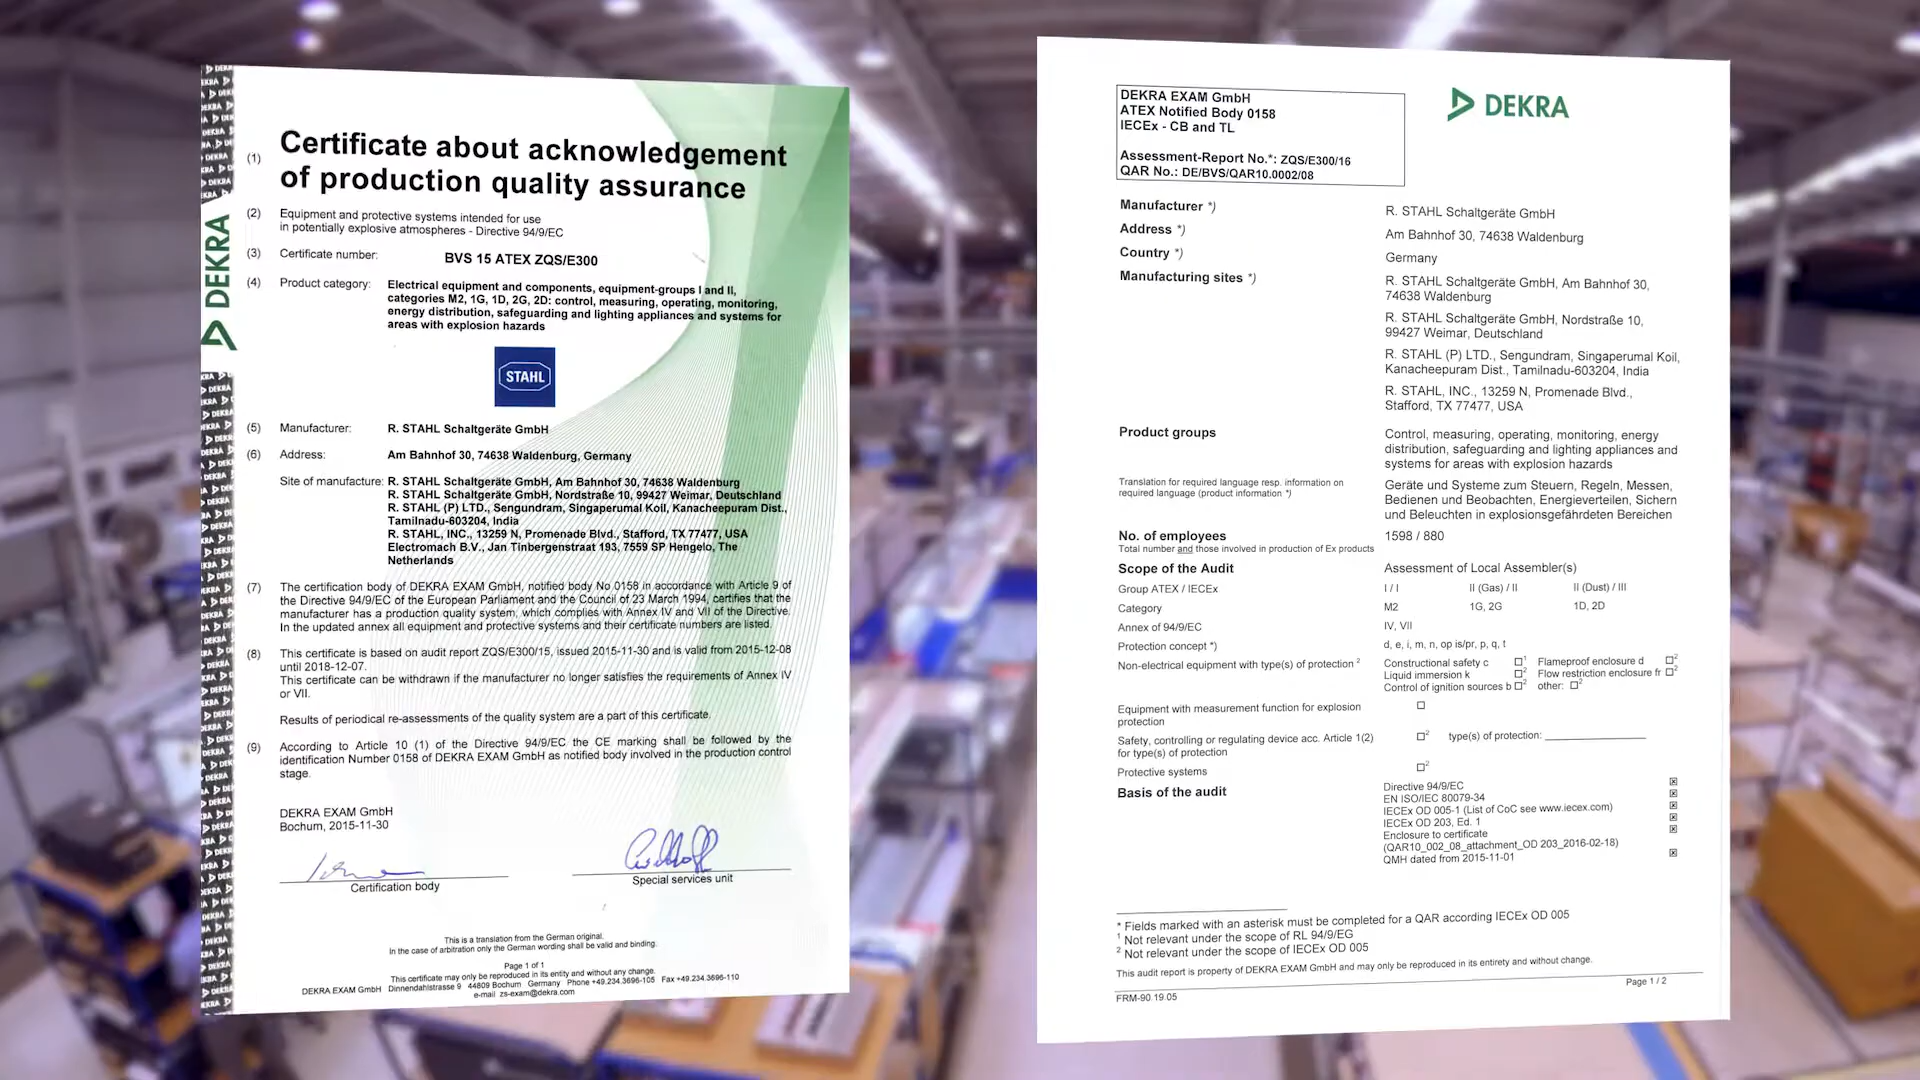 DEKRA
(1) Certificate about acknowledgement
of production quality assurance
(2) Equipment and protective systems intended for use
in potentially explosive atmospheres - Directive 94/9/EC
(3) Certificate number: BVS 15 ATEX ZQS/E300
(4) Product category: Electrical equipment and components, equipment-groups I and II,
categories M2, 1G, 1D, 2G, 2D: control, measuring, operating, monitoring,
energy distribution, safeguarding and lighting appliances and systems for
areas with explosion hazards
STAHL
(5) Manufacturer: R. STAHL Schaltgeräte GmbH
(6) Address: Am Bahnhof 30, 74638 Waldenburg, Germany
Site of manufacture: R. STAHL Schaltgeräte GmbH, Am Bahnhof 30, 74638 Waldenburg
R. STAHL Schaltgeräte GmbH, Nordstraße 10, 99427 Weimar, Deutschland
R. STAHL (P) LTD., Sengundram, Singaperumal Koil, Kanacheepuram Dist.,
Tamilnadu-603204, India
R. STAHL, INC., 13259 N, Promenade Blvd., Stafford, TX 77477, USA
Electromach B.V., Jan Tinbergenstraat 193, 7559 SP Hengelo, The
Netherlands
(7) The certification body of DEKRA EXAM GmbH, notified body No 0158 in accordance with Article 9 of
the Directive 94/9/EC of the European Parliament and the Council of 23 March 1994, certifies that the
manufacturer has a production quality system, which complies with Annex IV and VII of the Directive.
In the updated annex all equipment and protective systems and their certificate numbers are listed.
(8) This certificate is based on audit report ZQS/E300/15, issued 2015-11-30 and is valid from 2015-12-08
until 2018-12-07.
This certificate can be withdrawn if the manufacturer no longer satisfies the requirements of Annex IV
or VII.
Results of periodical re-assessments of the quality system are a part of this certificate.
(9) According to Article 10 (1) of the Directive 94/9/EC the CE marking shall be followed by the
identification Number 0158 of DEKRA EXAM GmbH as notified body involved in the production control
stage.
DEKRA EXAM GmbH
Bochum, 2015-11-30
Certification body
Special services unit
This is a translation from the German original.
In the case of arbitration only the German wording shall be valid and binding.
Page 1 of 1
This certificate may only be reproduced in its entity and without any change.
DEKRA EXAM GmbH Dinnendahlstrasse 9 44809 Bochum Germany Phone +49.234.3696-105 Fax +49.234.3696-110
e-mail zs-exam@dekra.com
DEKRA EXAM GmbH
ATEX Notified Body 0158
IECEx - CB and TL
Assessment-Report No.*: ZQS/E300/16
QAR No.: DE/BVS/QAR10.0002/08
DEKRA
Manufacturer *) R. STAHL Schaltgeräte GmbH
Address *) Am Bahnhof 30, 74638 Waldenburg
Country *) Germany
Manufacturing sites *) R. STAHL Schaltgeräte GmbH, Am Bahnhof 30,
74638 Waldenburg
R. STAHL Schaltgeräte GmbH, Nordstraße 10,
99427 Weimar, Deutschland
R. STAHL (P) LTD., Sengundram, Singaperumal Koil,
Kanacheepuram Dist., Tamilnadu-603204, India
R. STAHL, INC., 13259 N, Promenade Blvd.,
Stafford, TX 77477, USA
Product groups Control, measuring, operating, monitoring, energy
distribution, safeguarding and lighting appliances and
systems for areas with explosion hazards
Translation for required language resp. information on
required language (product information *)
Geräte und Systeme zum Steuern, Regeln, Messen,
Bedienen und Beobachten, Energieverteilen, Sichern
und Beleuchten in explosionsgefährdeten Bereichen
No. of employees 1598 / 880
Total number and those involved in production of Ex products
Scope of the Audit Assessment of Local Assembler(s)
Group ATEX / IECEx I / I II (Gas) / II II (Dust) / III
Category M2 1G, 2G 1D, 2D
Annex of 94/9/EC IV, VII
Protection concept *) d, e, i, m, n, op is/pr, p, q, t
Non-electrical equipment with type(s) of protection 2
Constructional safety c ☐1 Flameproof enclosure d ☐2
Liquid immersion k ☐2 Flow restriction enclosure fr ☐2
Control of ignition sources b ☐2 other: ☐2
Equipment with measurement function for explosion ☐
protection
Safety, controlling or regulating device acc. Article 1(2) ☐2 type(s) of protection:
for type(s) of protection
Protective systems ☐2
Basis of the audit Directive 94/9/EC ☒
EN ISO/IEC 80079-34 ☒
IECEx OD 005-1 (List of CoC see www.iecex.com) ☒
IECEx OD 203, Ed. 1 ☒
Enclosure to certificate ☒
(QAR10_002_08_attachment_OD 203_2016-02-18)
QMH dated from 2015-11-01 ☒
* Fields marked with an asterisk must be completed for a QAR according IECEx OD 005
1 Not relevant under the scope of RL 94/9/EG
2 Not relevant under the scope of IECEx OD 005
This audit report is property of DEKRA EXAM GmbH and may only be reproduced in its entirety and without change.
Page 1 / 2
FRM-90.19.05